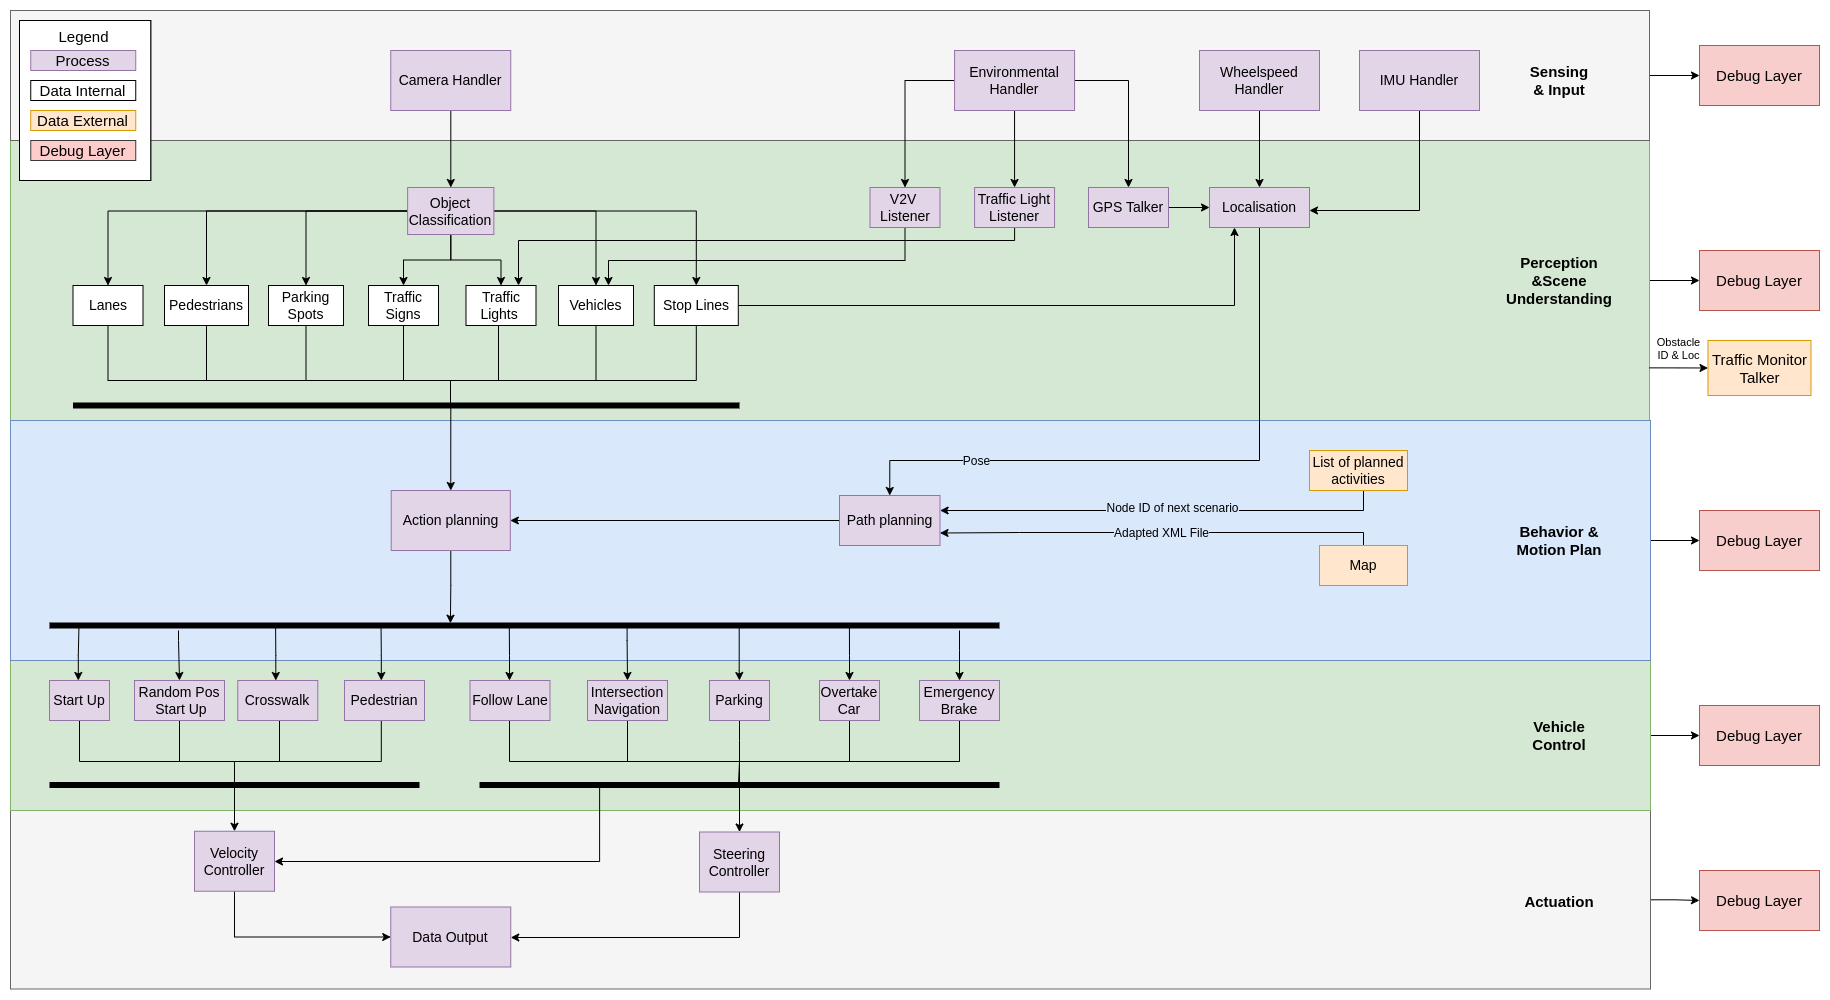 Legend
Process
Data Internal
Data External
Debug Layer
Camera Handler
Environmental
Handler
Wheelspeed
Handler
IMU Handler
Sensing
& Input
Debug Layer
Object
Classification
V2V
Listener
Traffic Light
Listener
GPS Talker
Localisation
Lanes
Pedestrians
Parking
Spots
Traffic
Signs
Traffic
Lights
Vehicles
Stop Lines
Perception
&Scene
Understanding
Debug Layer
Obstacle
ID & Loc
Traffic Monitor
Talker
Pose
List of planned
activities
Action planning
Path planning
Node ID of next scenario
Adapted XML File
Map
Behavior &
Motion Plan
Debug Layer
Start Up
Random Pos
Start Up
Crosswalk
Pedestrian
Follow Lane
Intersection
Navigation
Parking
Overtake
Car
Emergency
Brake
Vehicle
Control
Debug Layer
Velocity
Controller
Steering
Controller
Data Output
Actuation
Debug Layer